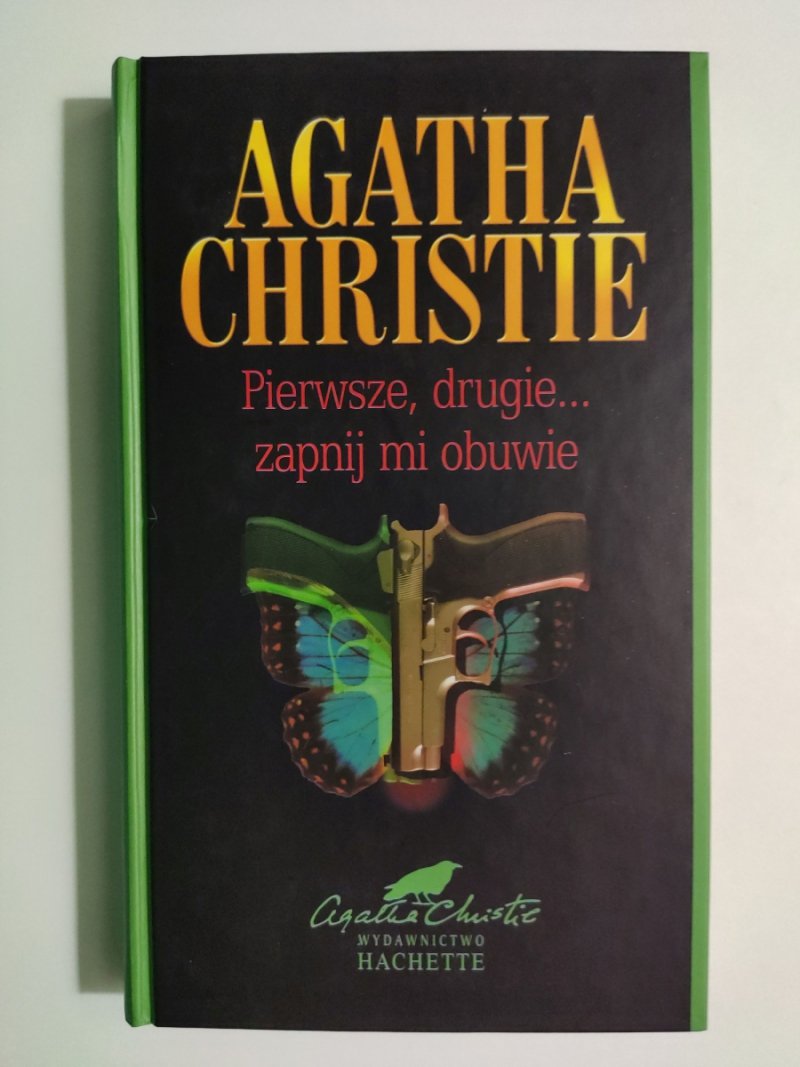 AGATHA
CHRISTIE
Pierwsze, drugie...
zapnij mi obuwie
Agatha Christie
WYDAWNICTWO
HACHETTE